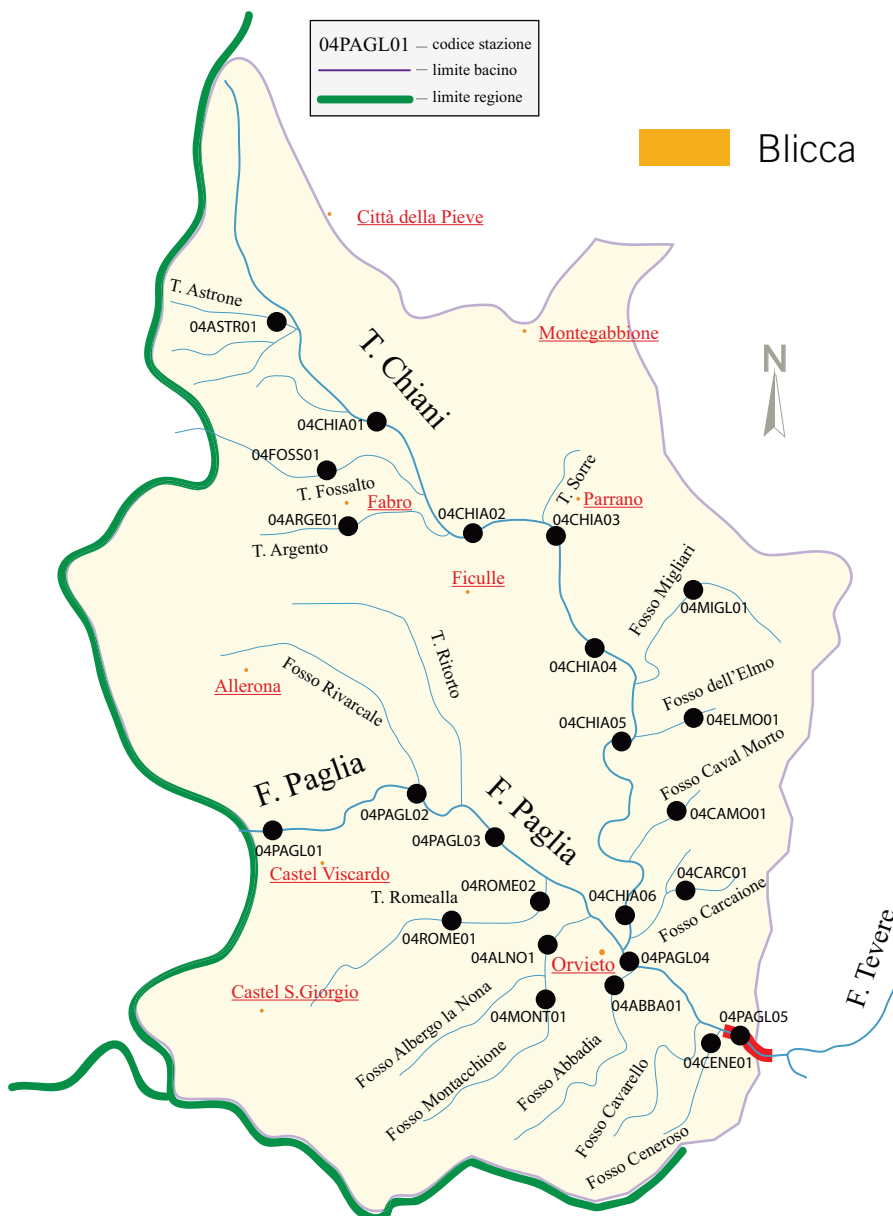 04PAGL01 — codice stazione
— limite bacino
— limite regione
Blicca
Città della Pieve
T. Astrone
04ASTR01
Montegabbione
N
T. Chiani
04CHIA01
04FOSS01
T. Fossalto
Fabro
04ARGE01
T. Argento
04CHIA02
T. Sorre
Parrano
04CHIA03
Ficulle
Fosso Migliari
04MIGL01
04CHIA04
Allerona
Fosso Rivarcale
T. Ritorto
Fosso dell'Elmo
04ELMO01
04CHIA05
Fosso Caval Morto
04CAMO01
F. Paglia
F. Paglia
04PAGL01
04PAGL02
04PAGL03
Castel Viscardo
04CARC01
Fosso Carcaione
04ROME02
T. Romealla
04ROME01
04CHIA06
04ALNO1
Orvieto
04PAGL04
04ABBA01
Castel S.Giorgio
04MONT01
Fosso Albergo la Nona
Fosso Montacchione
Fosso Abbadia
Fosso Cavarello
Fosso Ceneroso
04PAGL05
04CENE01
F. Tevere